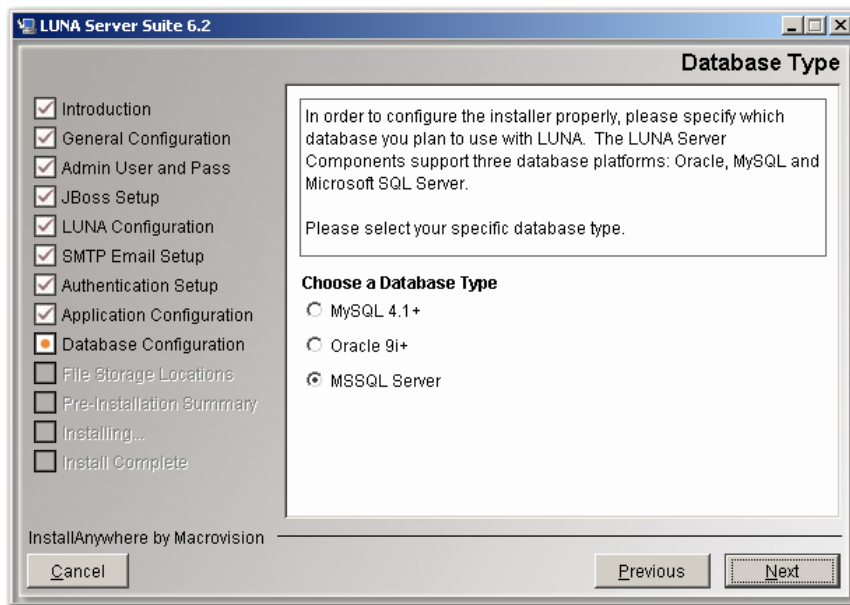 LUNA Server Suite 6.2
Database Type
Introduction
General Configuration
Admin User and Pass
JBoss Setup
LUNA Configuration
SMTP Email Setup
Authentication Setup
Application Configuration
Database Configuration
File Storage Locations
Pre-Installation Summary
Installing...
Install Complete
In order to configure the installer properly, please specify which
database you plan to use with LUNA. The LUNA Server
Components support three database platforms: Oracle, MySQL and
Microsoft SQL Server.
Please select your specific database type.
Choose a Database Type
MySQL 4.1+
Oracle 9i+
MSSQL Server
InstallAnywhere by Macrovision
Cancel
Previous
Next